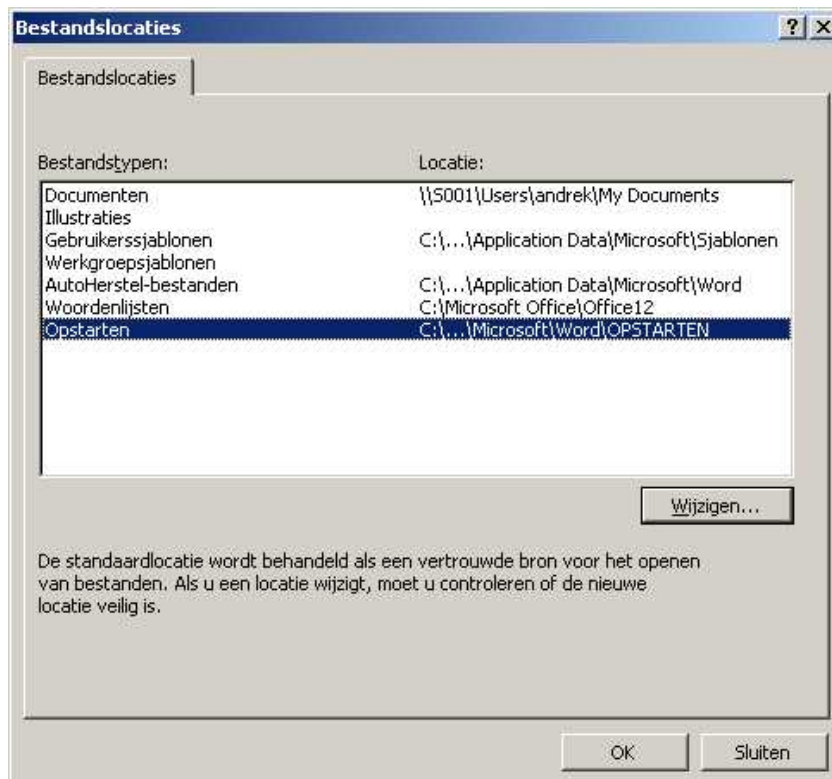 Bestandslocaties
Bestandslocaties
Bestandstypen: Locatie:
Documenten \\S001\Users\andrek\My Documents
Illustraties
Gebruikerssjablonen C:\...\Application Data\Microsoft\Sjablonen
Werkgroepsjablonen
AutoHerstel-bestanden C:\...\Application Data\Microsoft\Word
Woordenlijsten C:\Microsoft Office\Office12
Opstarten C:\...\Microsoft\Word\OPSTARTEN
Wijzigen...
De standaardlocatie wordt behandeld als een vertrouwde bron voor het openen
van bestanden. Als u een locatie wijzigt, moet u controleren of de nieuwe
locatie veilig is.
OK Sluiten